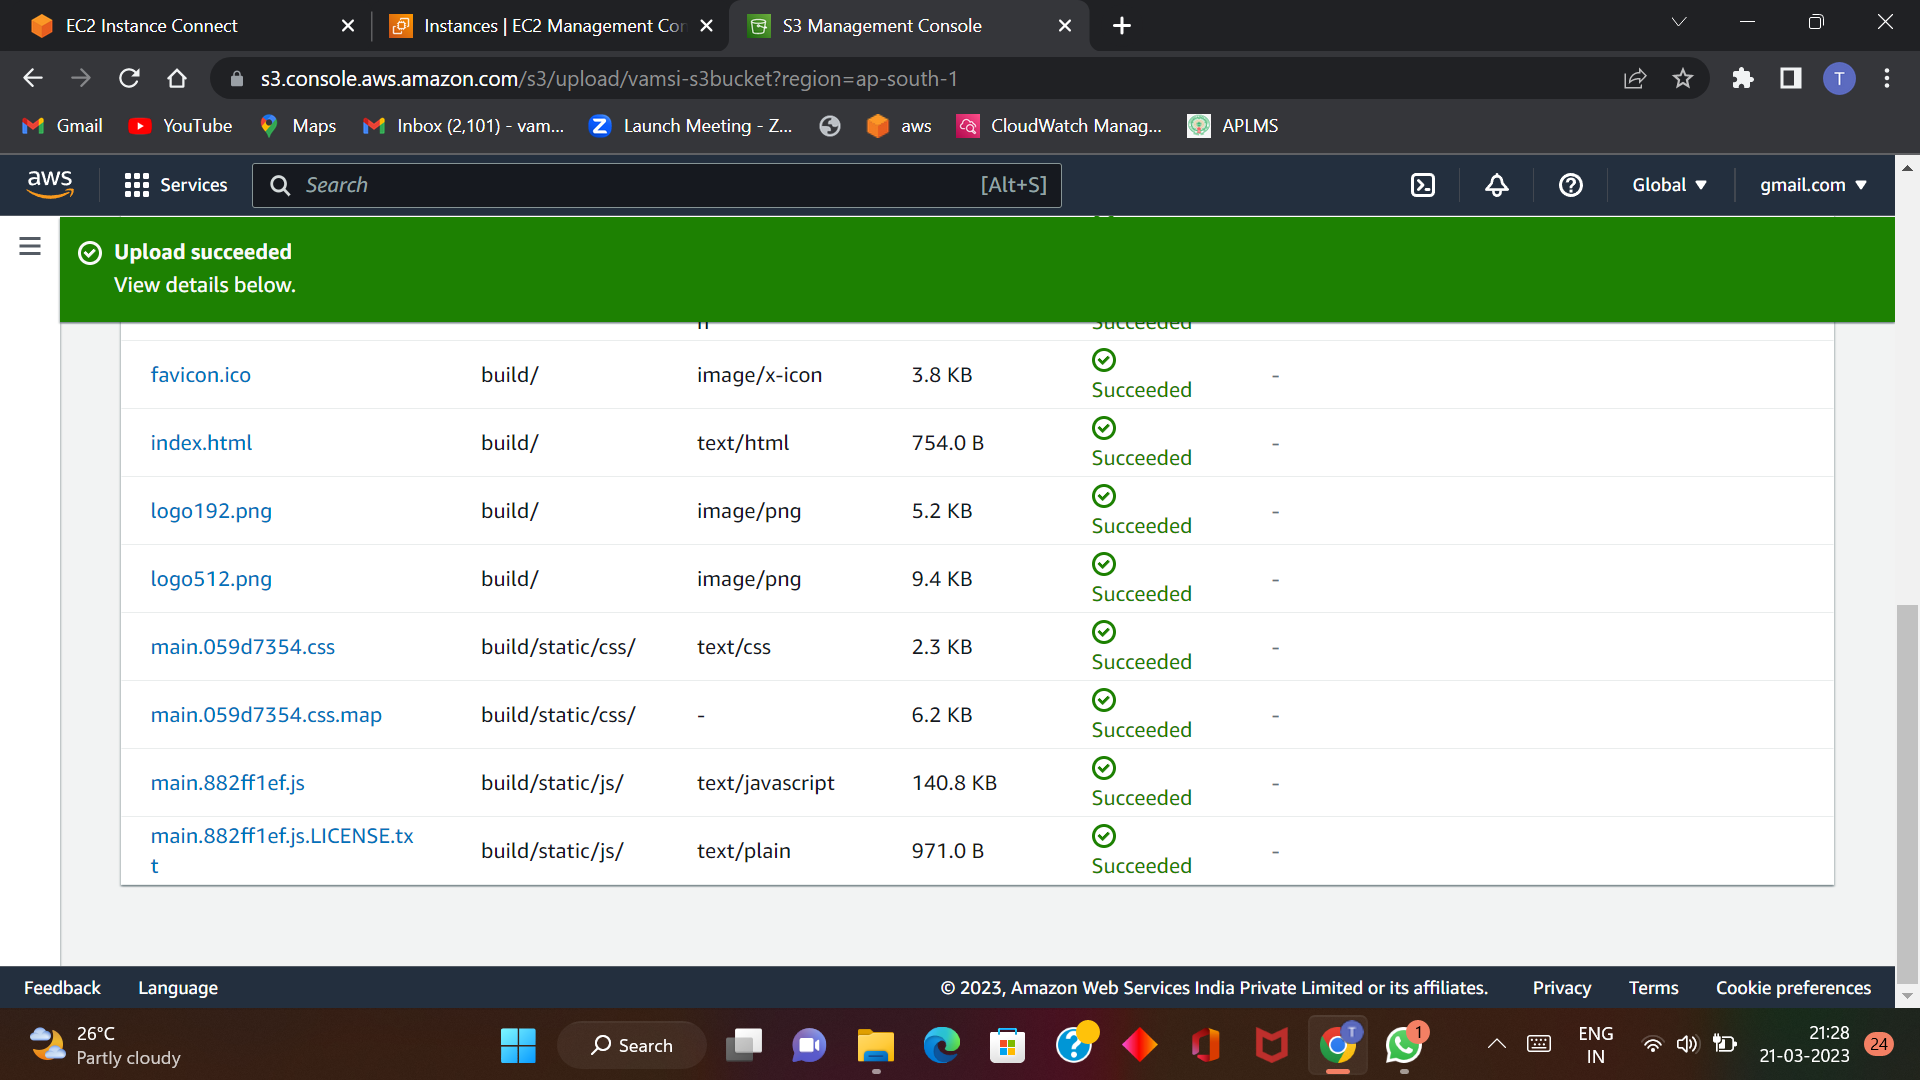 EC2 Instance Connect
Instances | EC2 Management Con
S3 Management Console
s3.console.aws.amazon.com/s3/upload/vamsi-s3bucket?region=ap-south-1
T
Gmail
YouTube
Maps
Inbox (2,101) - vam...
Launch Meeting - Z...
aws
CloudWatch Manag...
APLMS
aws
Services
Search
[Alt+S]
Global
gmail.com
Upload succeeded
View details below.
Succeeded
favicon.ico build/ image/x-icon 3.8 KB Succeeded -
index.html build/ text/html 754.0 B Succeeded -
logo192.png build/ image/png 5.2 KB Succeeded -
logo512.png build/ image/png 9.4 KB Succeeded -
main.059d7354.css build/static/css/ text/css 2.3 KB Succeeded -
main.059d7354.css.map build/static/css/ - 6.2 KB Succeeded -
main.882ff1ef.js build/static/js/ text/javascript 140.8 KB Succeeded -
main.882ff1ef.js.LICENSE.tx
t build/static/js/ text/plain 971.0 B Succeeded -
Feedback
Language
© 2023, Amazon Web Services India Private Limited or its affiliates.
Privacy
Terms
Cookie preferences
26°C
Partly cloudy
Search
T
1
ENG
IN
21:28
21-03-2023
24